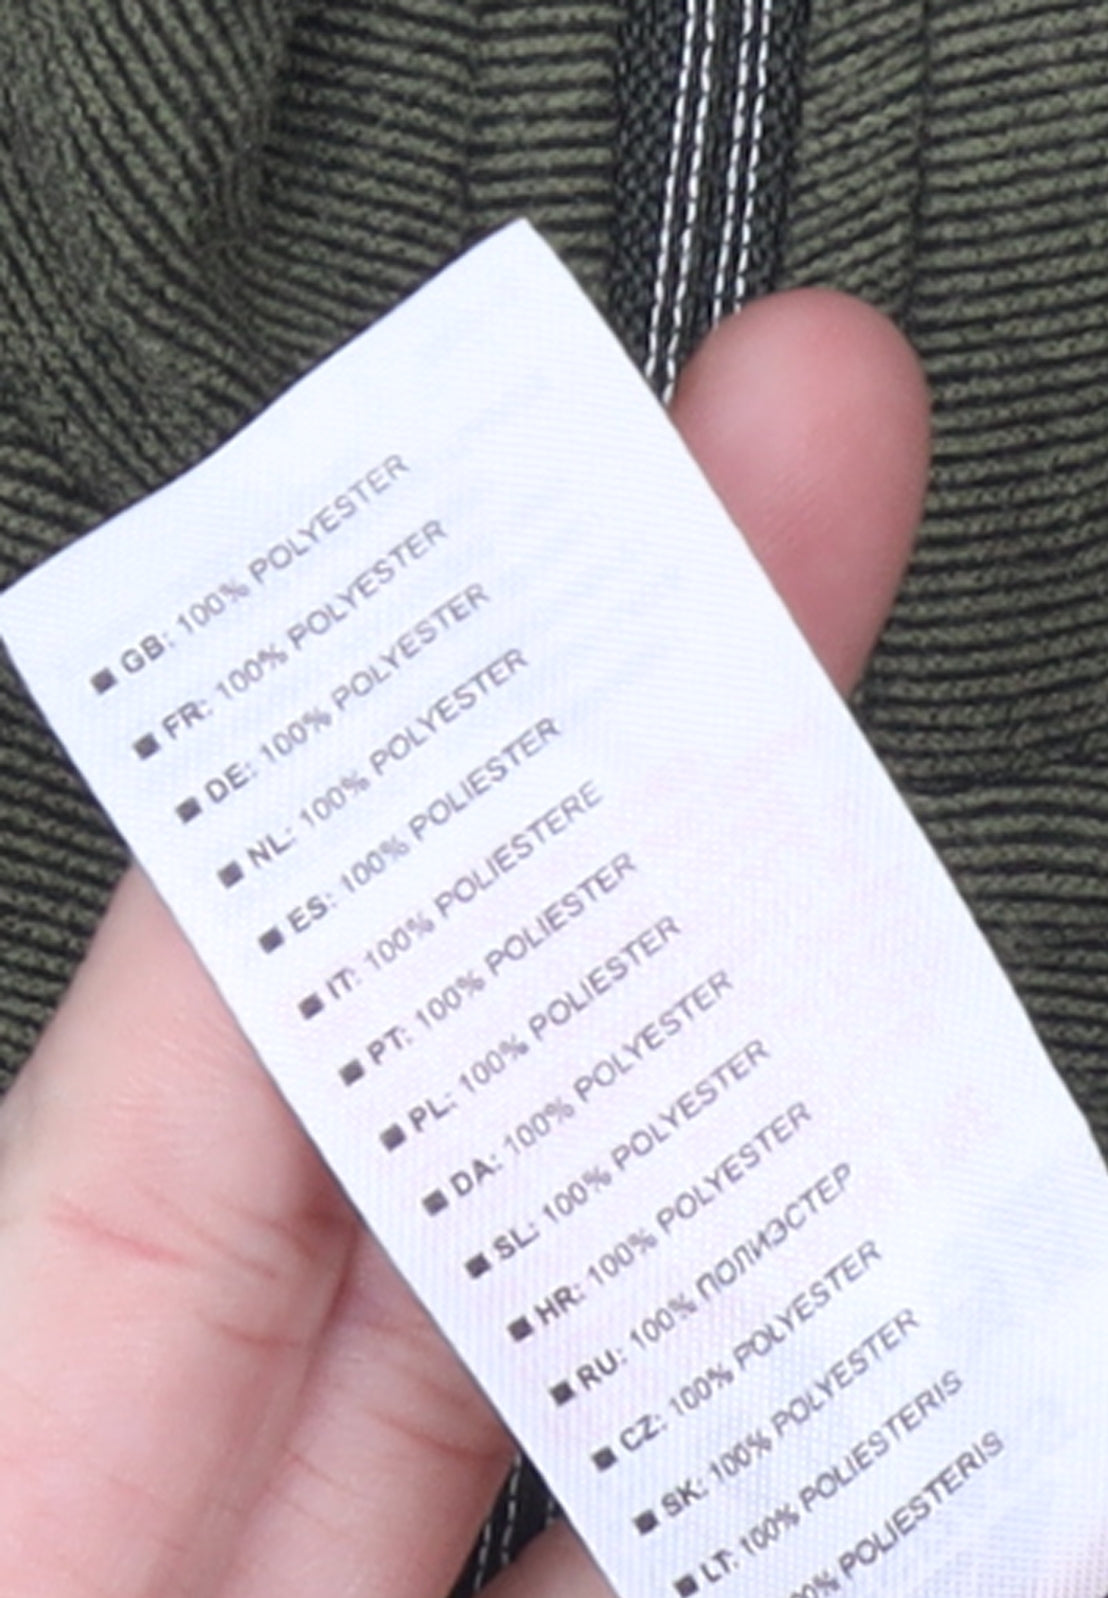 ■ GB: 100% POLYESTER
■ FR: 100% POLYESTER
■ DE: 100% POLYESTER
■ NL: 100% POLYESTER
■ ES: 100% POLIESTER
■ IT: 100% POLIESTERE
■ PT: 100% POLIESTER
■ PL: 100% POLIESTER
■ DA: 100% POLYESTER
■ SL: 100% POLYESTER
■ HR: 100% POLYESTER
■ RU: 100% ПОЛИЭСТЕР
■ CZ: 100% POLYESTER
■ SK: 100% POLYESTER
■ LT: 100% POLIESTERIS
POLIESTERIS